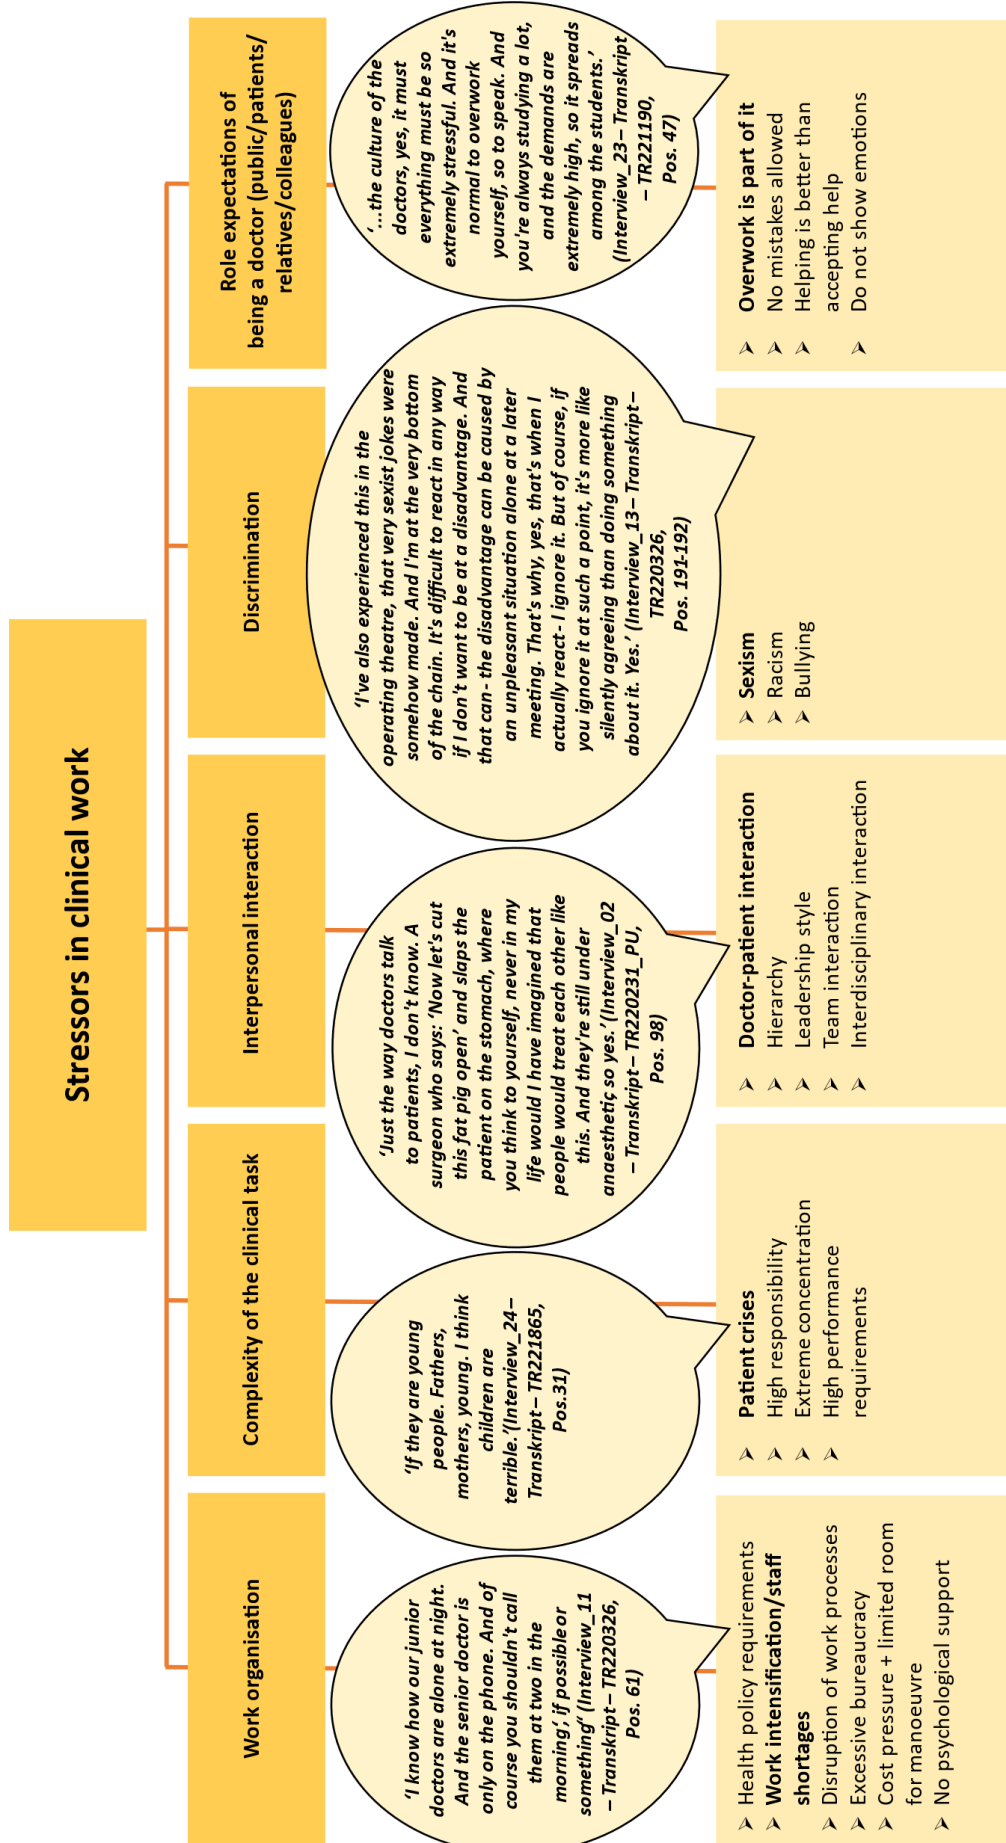 Stressors in clinical work
Work organisation
‘I know how our junior
doctors are alone at night.
And the senior doctor is
only on the phone. And of
course you shouldn't call
them at two in the
morning‘, if possible or
something“ (Interview_11
– Transkript – TR220326,
Pos. 61)
➢ Health policy requirements
➢ Work intensification/staff
shortages
➢ Disruption of work processes
➢ Excessive bureaucracy
➢ Cost pressure + limited room
for manoeuvre
➢ No psychological support
Complexity of the clinical task
‘If they are young
people. Fathers,
mothers, young. I think
children are
terrible.‘(Interview_24 –
Transkript – TR221865,
Pos.31)
➢ Patient crises
➢ High responsibility
➢ Extreme concentration
➢ High performance
requirements
Interpersonal interaction
‘Just the way doctors talk
to patients, I don't know. A
surgeon who says: ‘Now let's cut
this fat pig open’ and slaps the
patient on the stomach, where
you think to yourself, never in my
life would I have imagined that
people would treat each other like
this. And they're still under
anaesthetic, so yes.’ (Interview_02
– Transkript – TR220231_PU,
Pos. 98)
➢ Doctor-patient interaction
➢ Hierarchy
➢ Leadership style
➢ Team interaction
➢ Interdisciplinary interaction
Discrimination
‘I've also experienced this in the
operating theatre, that very sexist jokes were
somehow made. And I'm at the very bottom
of the chain. It's difficult to react in any way
if I don't want to be at a disadvantage. And
that can - the disadvantage can be caused by
an unpleasant situation alone at a later
meeting. That's why, yes, that's when I
actually react - I ignore it. But of course, if
you ignore it at such a point, it's more like
silently agreeing than doing something
about it. Yes.’ (Interview_13 – Transkript –
TR220326,
Pos. 191-192)
➢ Sexism
➢ Racism
➢ Bullying
Role expectations of
being a doctor (public/patients/
relatives/colleagues)
‘…the culture of the
doctors, yes, it must
everything must be so
extremely stressful. And it's
normal to overwork
yourself, so to speak. And
you're always studying a lot,
and the demands are
extremely high, so it spreads
among the students.’
(Interview_23 – Transkript
– TR221190,
Pos. 47)
➢ Overwork is part of it
➢ No mistakes allowed
➢ Helping is better than
accepting help
➢ Do not show emotions